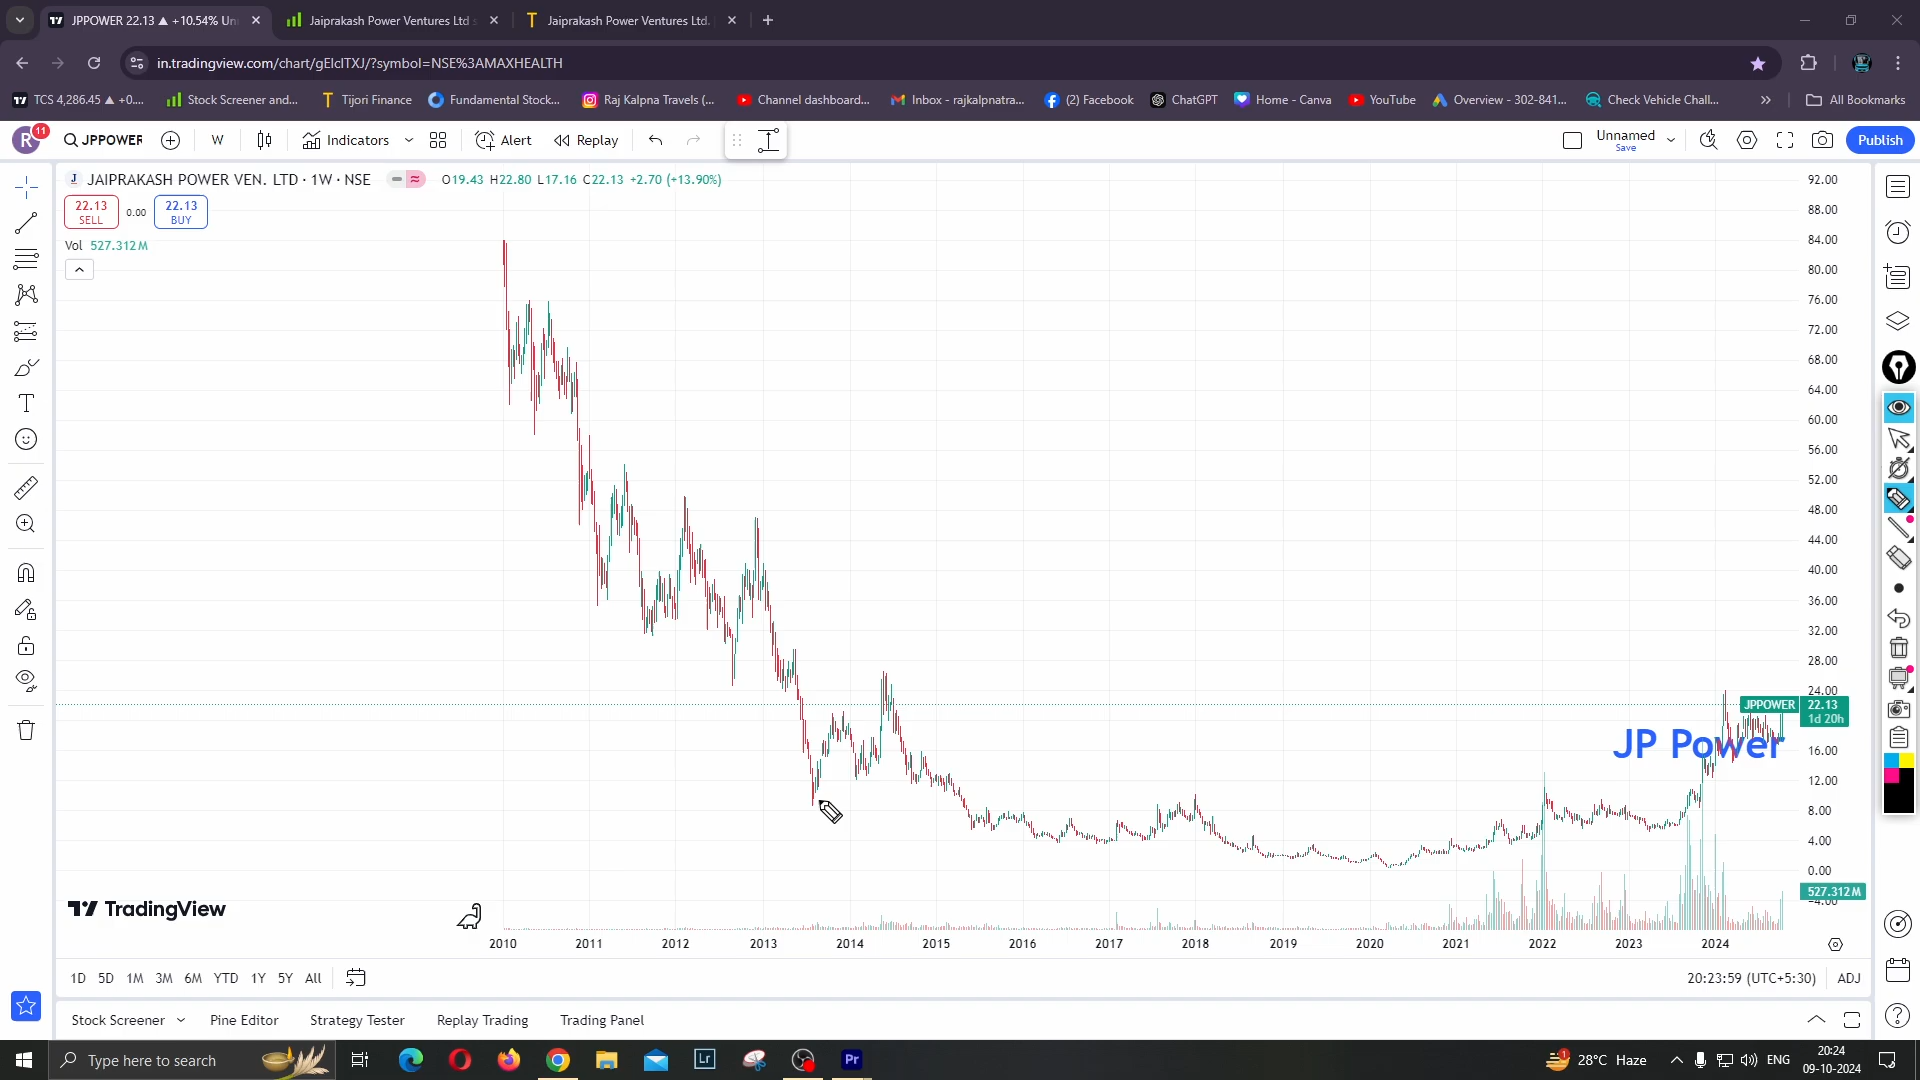 JPPOWER 22.13 ▲ +10.54% Un
Jaiprakash Power Ventures Ltd s
Jaiprakash Power Ventures Ltd.
in.tradingview.com/chart/gElclTXJ/?symbol=NSE%3AMAXHEALTH
TCS 4,286.45 ▲ +0....
Stock Screener and...
Tijori Finance
Fundamental Stock...
Raj Kalpna Travels (...
Channel dashboard...
Inbox - rajkalpnatra...
(2) Facebook
ChatGPT
Home - Canva
YouTube
Overview - 302-841...
Check Vehicle Chall...
All Bookmarks
R 11
JPPOWER
W
Indicators
Alert
Replay
Unnamed
Save
Publish
J JAIPRAKASH POWER VEN. LTD · 1W · NSE
O19.43 H22.80 L17.16 C22.13 +2.70 (+13.90%)
22.13
SELL
0.00
22.13
BUY
Vol 527.312M
92.00
88.00
84.00
80.00
76.00
72.00
68.00
64.00
60.00
56.00
52.00
48.00
44.00
40.00
36.00
32.00
28.00
24.00
JPPOWER 22.13
1d 20h
JP Power
16.00
12.00
8.00
4.00
0.00
527.312M
−4.00
TradingView
2010 2011 2012 2013 2014 2015 2016 2017 2018 2019 2020 2021 2022 2023 2024
1D 5D 1M 3M 6M YTD 1Y 5Y All
20:23:59 (UTC+5:30)
ADJ
Stock Screener
Pine Editor
Strategy Tester
Replay Trading
Trading Panel
Type here to search
Lr
Pr
1
28°C Haze
ENG
20:24
09-10-2024